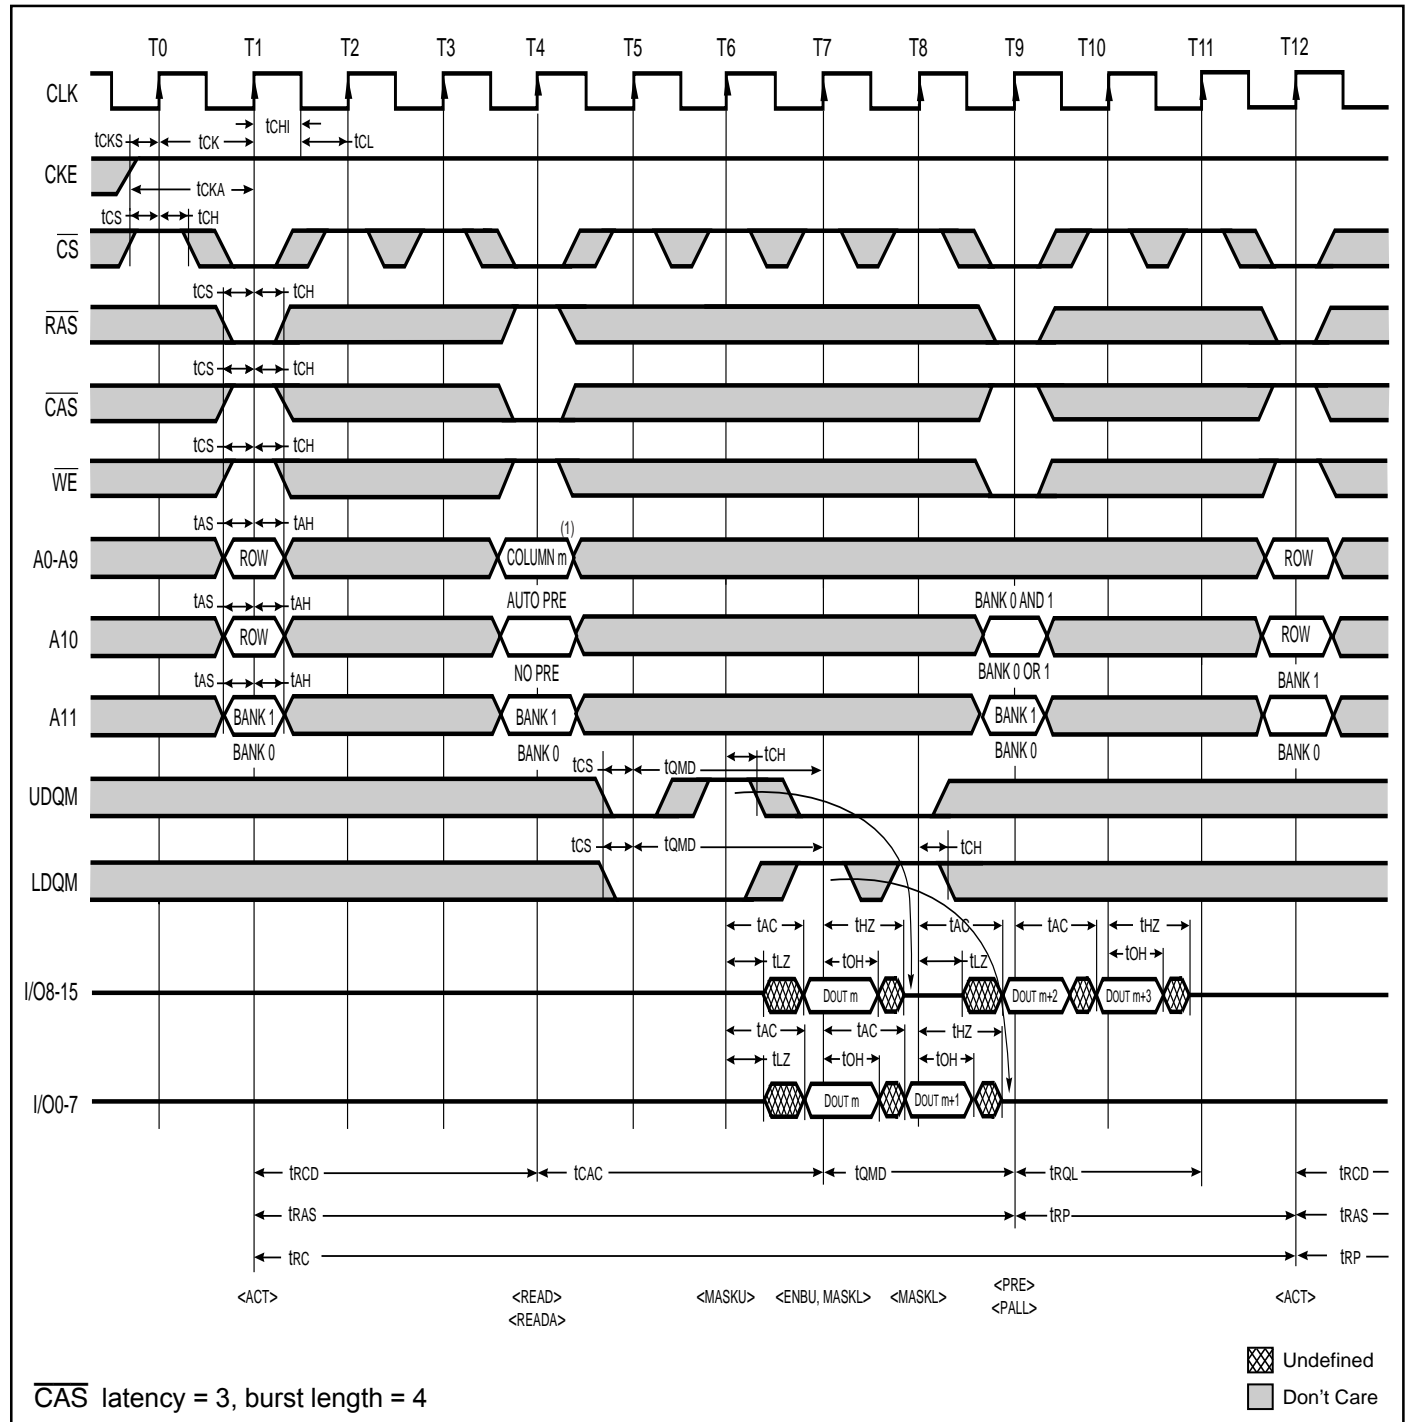 T0 T1 T2 T3 T4 T5 T6 T7 T8 T9 T10 T11 T12
CLK
tCHI
tCKS tCK tCL
CKE
tCKA
tCS tCH
CS
tCS tCH
RAS
tCS tCH
CAS
tCS tCH
WE
tAS tAH (1)
A0-A9 ROW COLUMN m ROW
tAS tAH AUTO PRE BANK 0 AND 1
A10 ROW ROW
tAS tAH NO PRE BANK 0 OR 1 BANK 1
A11 BANK 1 BANK 1 BANK 1
BANK 0 BANK 0 BANK 0 BANK 0
tCS tQMD tCH
UDQM
tCS tQMD tCH
LDQM
tAC tHZ tAC tAC tHZ
tLZ tOH tLZ tOH
I/O8-15 DOUT m DOUT m+2 DOUT m+3
tAC tAC tHZ
tLZ tOH tOH
I/O0-7 DOUT m DOUT m+1
tRCD tCAC tQMD tRQL tRCD
tRAS tRP tRAS
tRC tRP
<ACT> <READ> <MASKU> <ENBU, MASKL> <MASKL> <PRE> <ACT>
<READA> <PALL>
Undefined
CAS latency = 3, burst length = 4 Don't Care